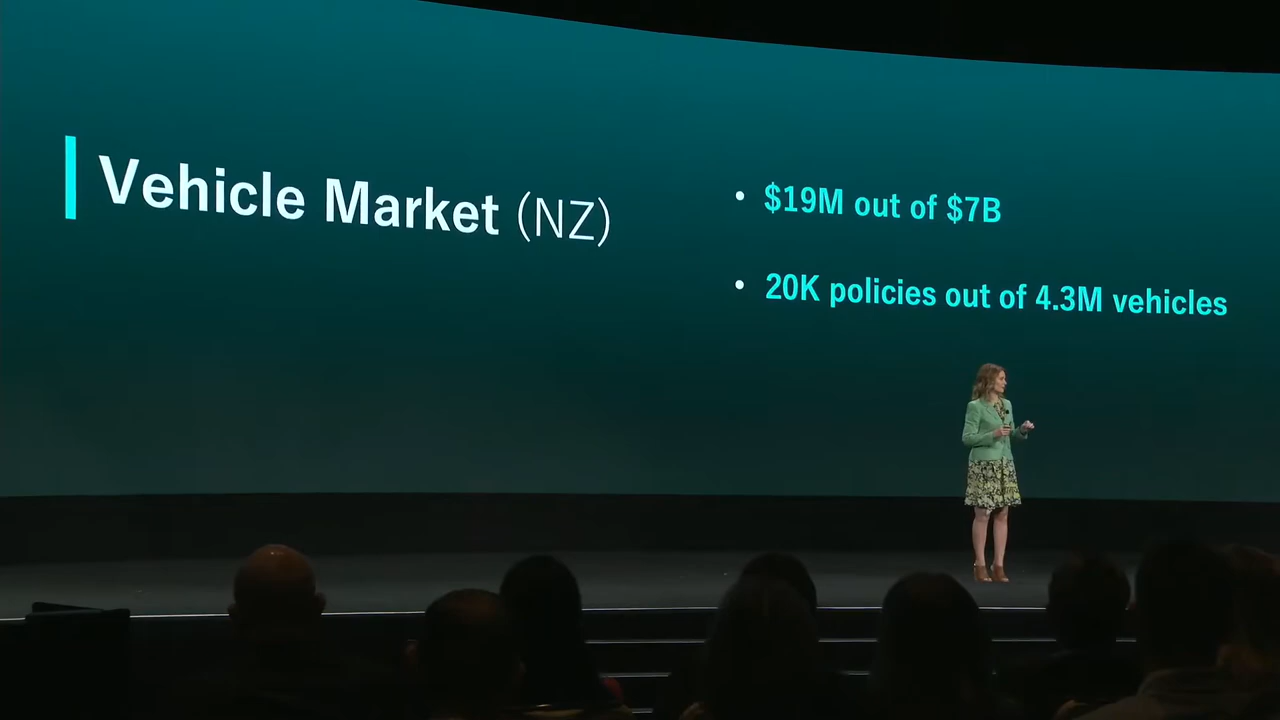 Vehicle Market (NZ)
• $19M out of $7B
• 20K policies out of 4.3M vehicles